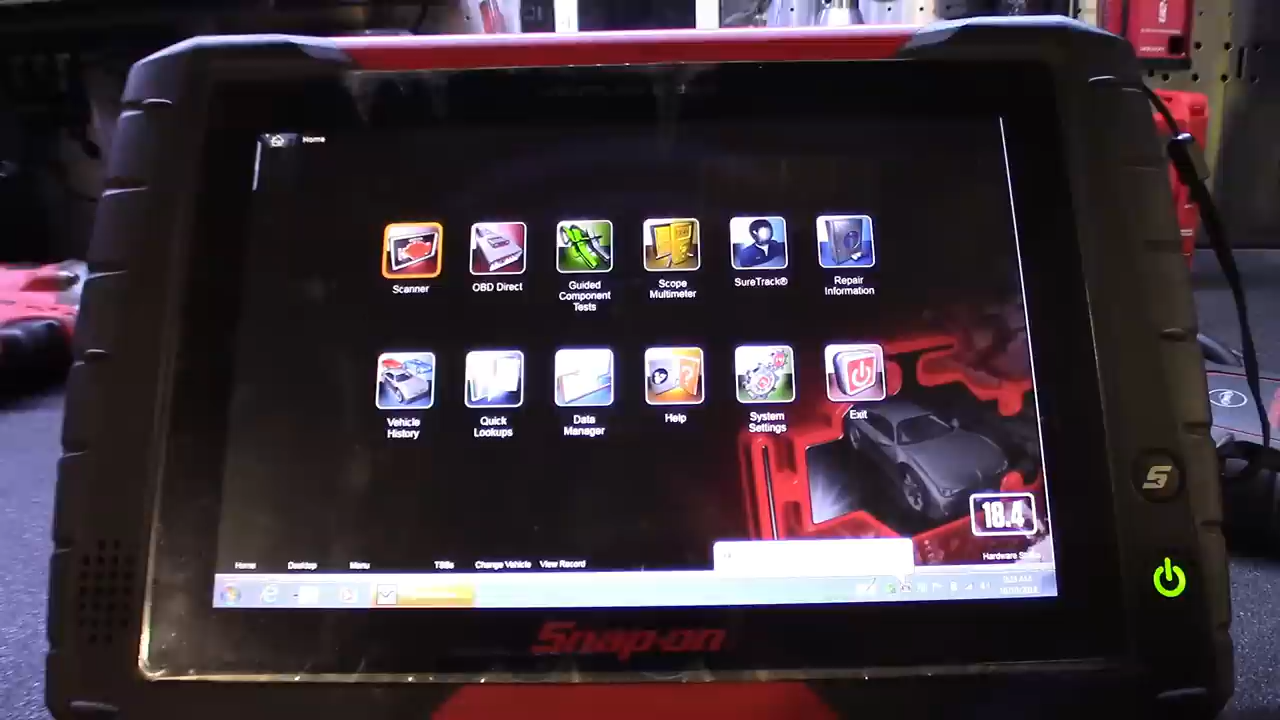 Home
Scanner
OBD Direct
Guided
Component
Tests
Scope
Multimeter
SureTrack®
Repair
Information
Vehicle
History
Quick
Lookups
Data
Manager
Help
System
Settings
Exit
18.4
Home
Desktop
Menu
TSBs
Change Vehicle
View Record
Hardware
S
Snap-on